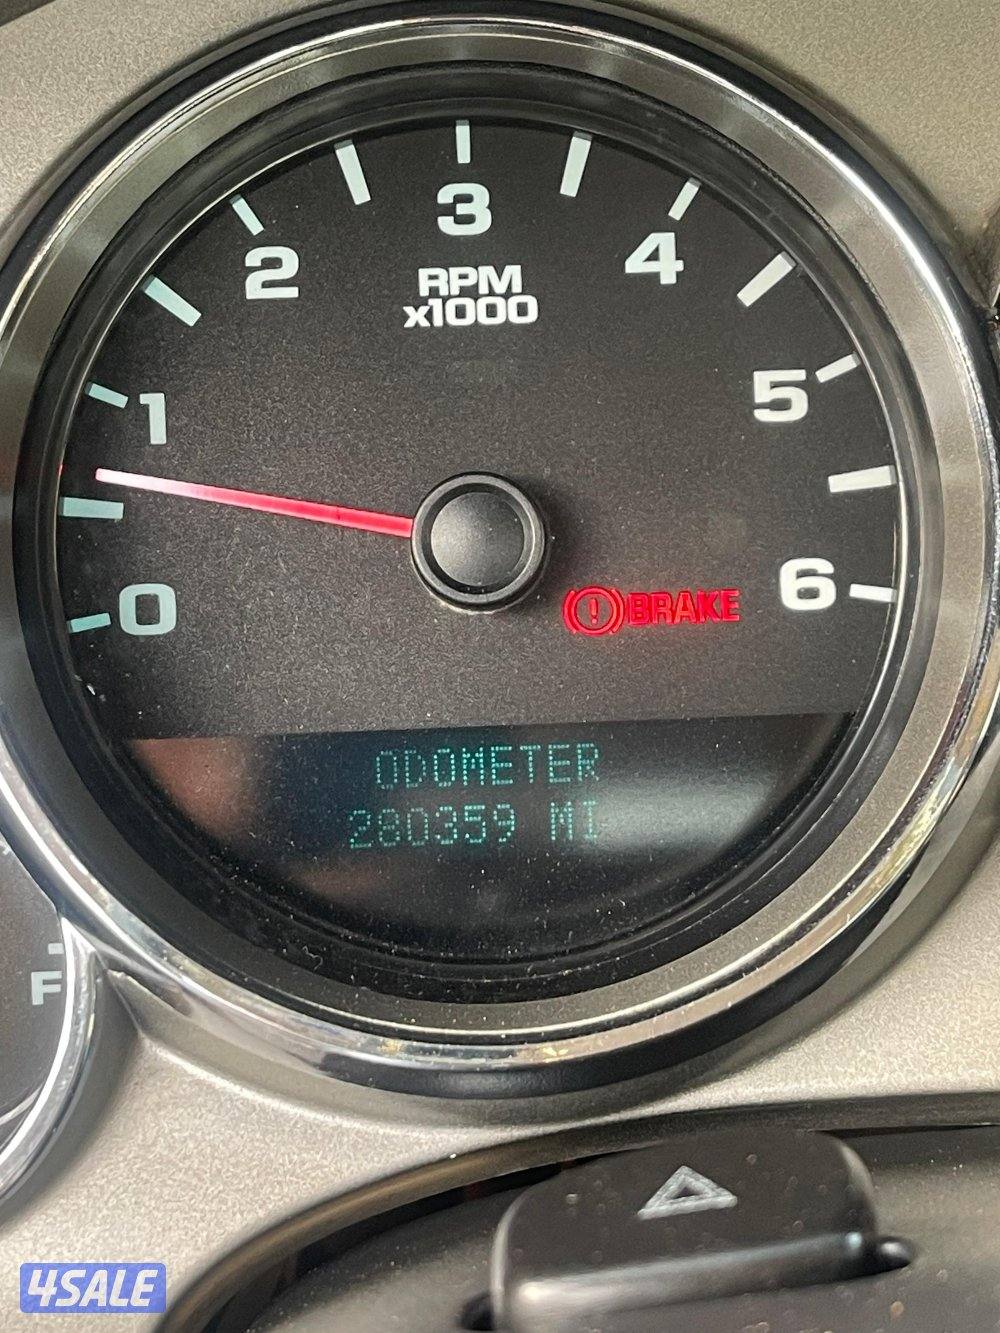 3
2
4
RPM
x1000
5
1
6
0
BRAKE
ODOMETER
280359 MI
F
4SALE